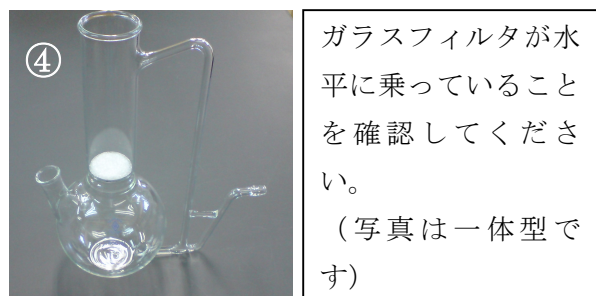 ④
ガラスフィルタが水
平に乗っていること
を確認してくださ
い。
（写真は一体型で
す）